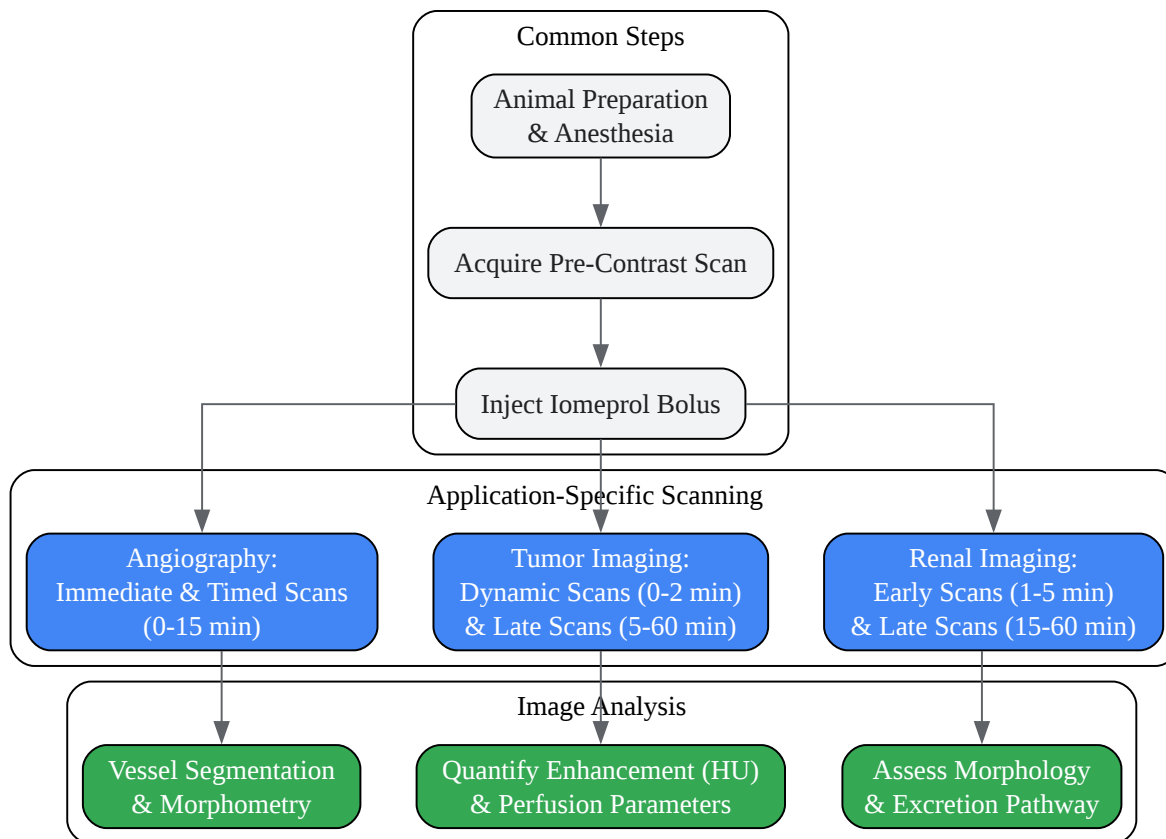 Common Steps
Animal Preparation
& Anesthesia
Acquire Pre-Contrast Scan
Inject Iomeprol Bolus
Application-Specific Scanning
Angiography:
Immediate & Timed Scans
(0-15 min)
Tumor Imaging:
Dynamic Scans (0-2 min)
& Late Scans (5-60 min)
Renal Imaging:
Early Scans (1-5 min)
& Late Scans (15-60 min)
Image Analysis
Vessel Segmentation
& Morphometry
Quantify Enhancement (HU)
& Perfusion Parameters
Assess Morphology
& Excretion Pathway